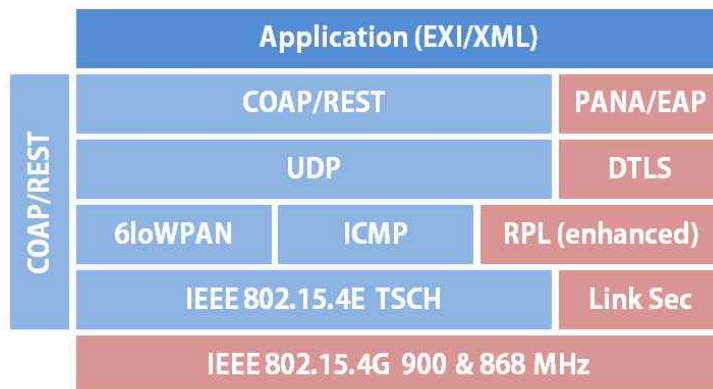 Application (EXI/XML)
COAP/REST
COAP/REST
PANA/EAP
UDP
DTLS
6loWPAN
ICMP
RPL (enhanced)
IEEE 802.15.4E TSCH
Link Sec
IEEE 802.15.4G 900 & 868 MHz